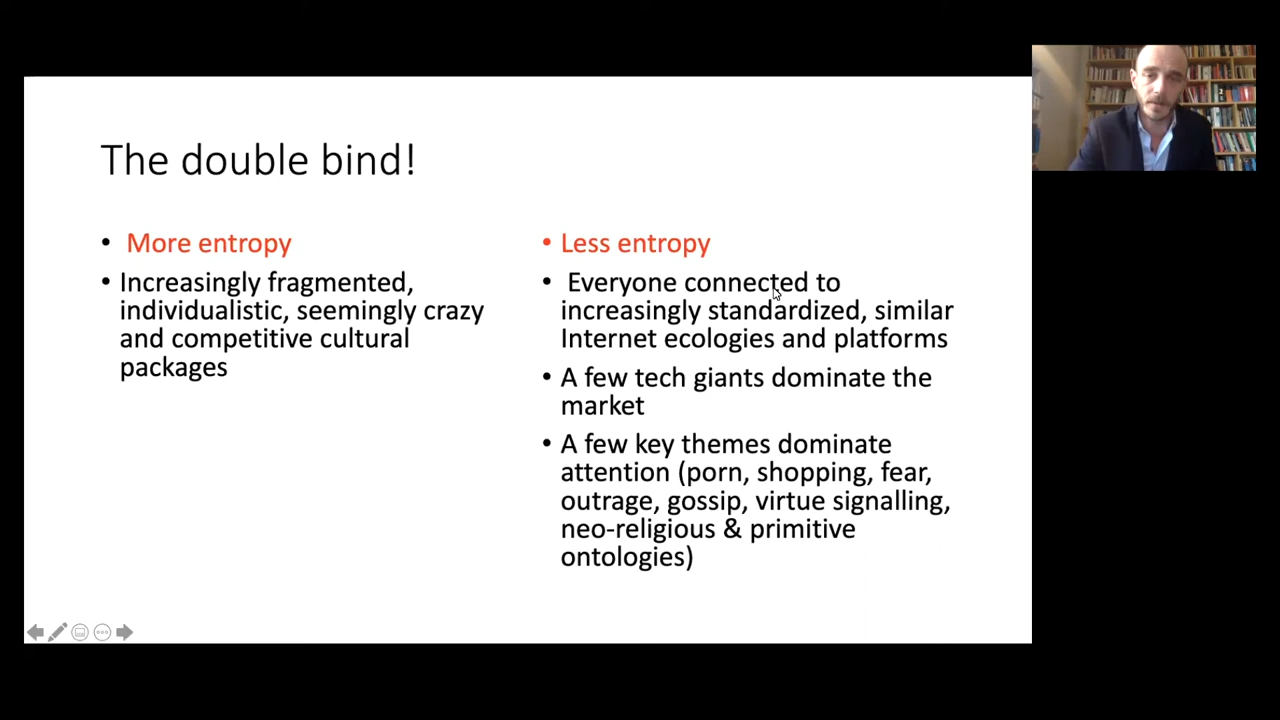 The double bind!
• More entropy
• Increasingly fragmented,
individualistic, seemingly crazy
and competitive cultural
packages
• Less entropy
• Everyone connected to
increasingly standardized, similar
Internet ecologies and platforms
• A few tech giants dominate the
market
• A few key themes dominate
attention (porn, shopping, fear,
outrage, gossip, virtue signalling,
neo-religious & primitive
ontologies)